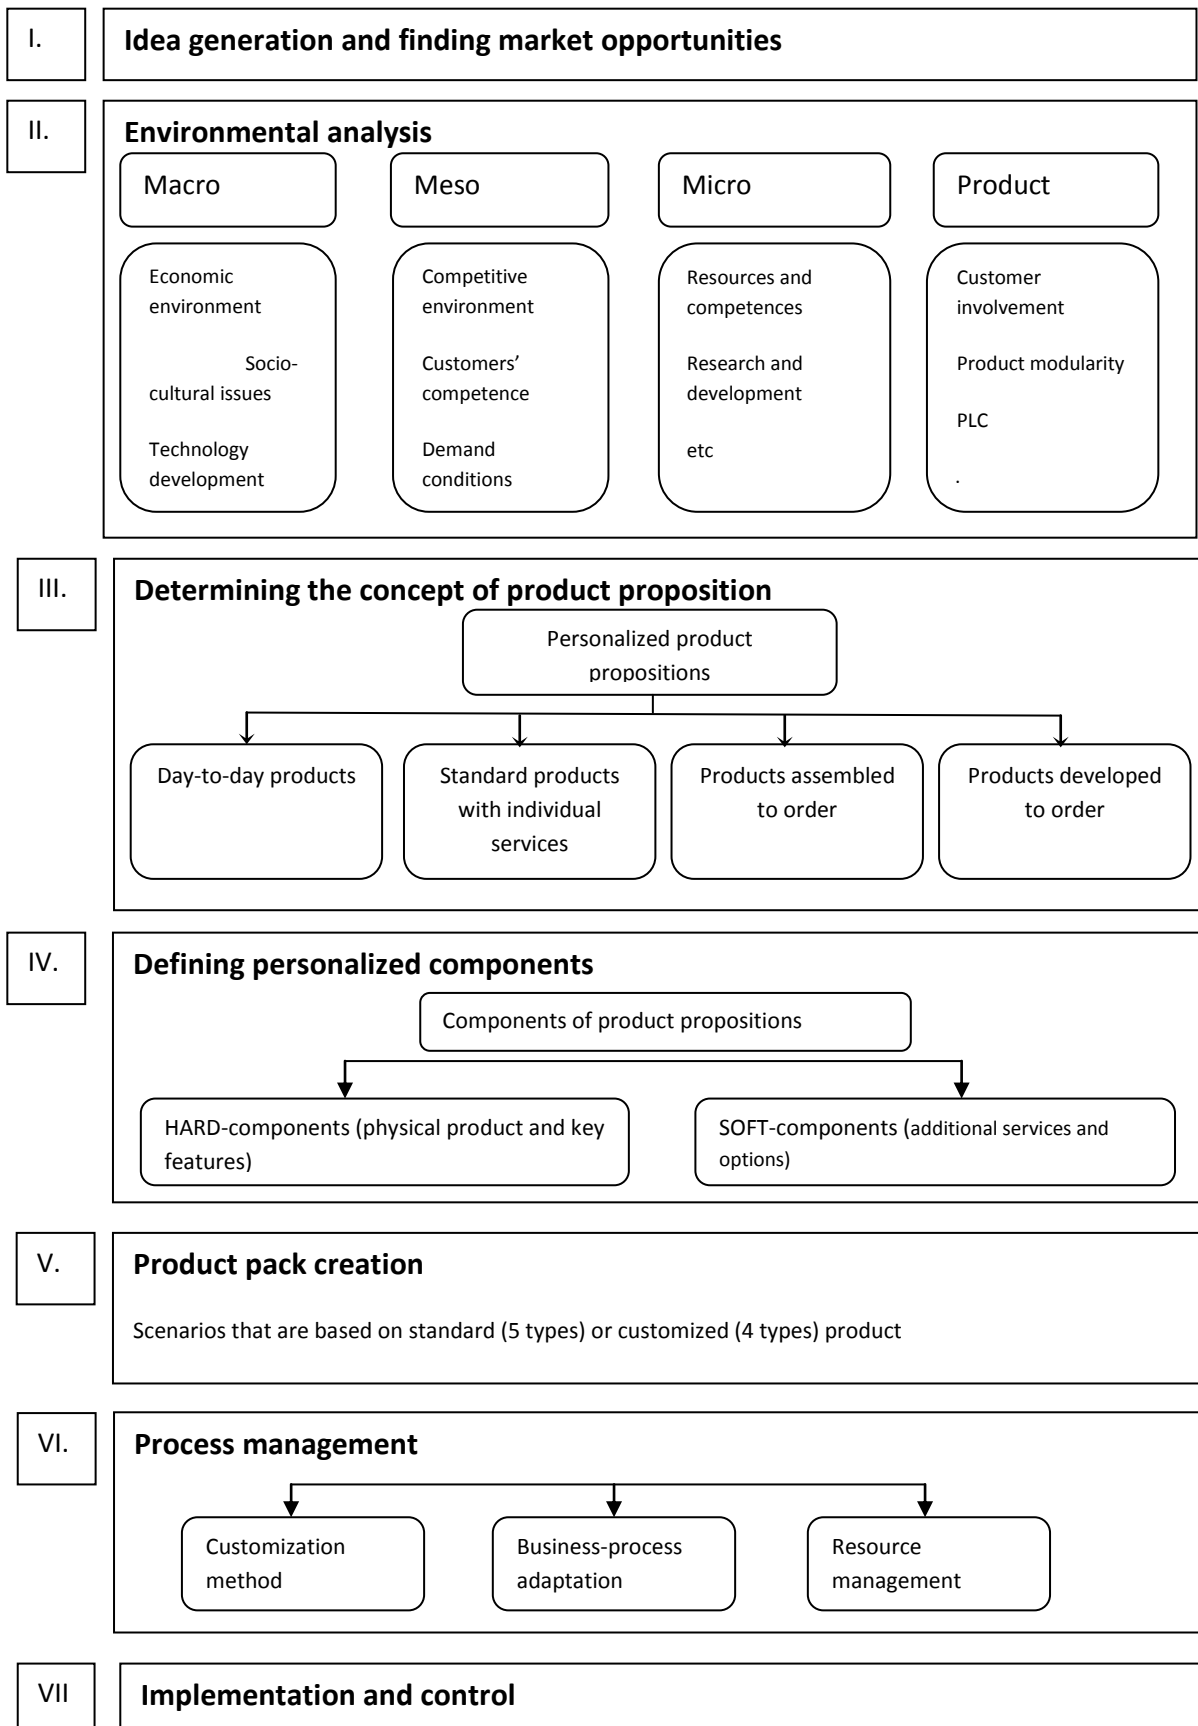 I.
Idea generation and finding market opportunities
II.
Environmental analysis
Macro
Meso
Micro
Product
Economic
environment
Socio-
cultural issues
Technology
development
Competitive
environment
Customers’
competence
Demand
conditions
Resources and
competences
Research and
development
etc
Customer
involvement
Product modularity
PLC
.
III.
Determining the concept of product proposition
Personalized product
propositions
Day-to-day products
Standard products
with individual
services
Products assembled
to order
Products developed
to order
IV.
Defining personalized components
Components of product propositions
HARD-components (physical product and key
features)
SOFT-components (additional services and
options)
V.
Product pack creation
Scenarios that are based on standard (5 types) or customized (4 types) product
VI.
Process management
Customization
method
Business-process
adaptation
Resource
management
VII
Implementation and control